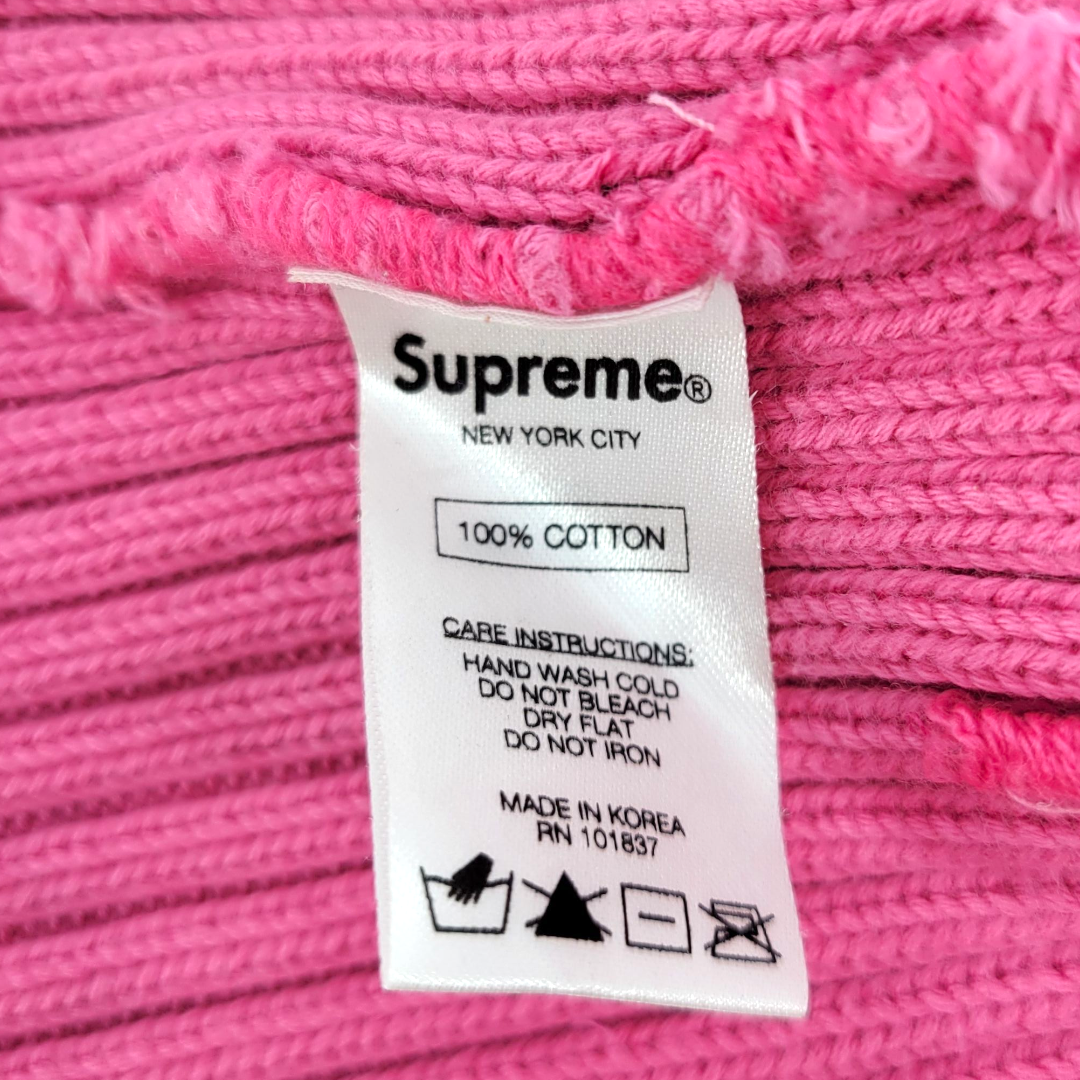 Supreme®
NEW YORK CITY
100% COTTON
CARE INSTRUCTIONS:
HAND WASH COLD
DO NOT BLEACH
DRY FLAT
DO NOT IRON
MADE IN KOREA
RN 101837